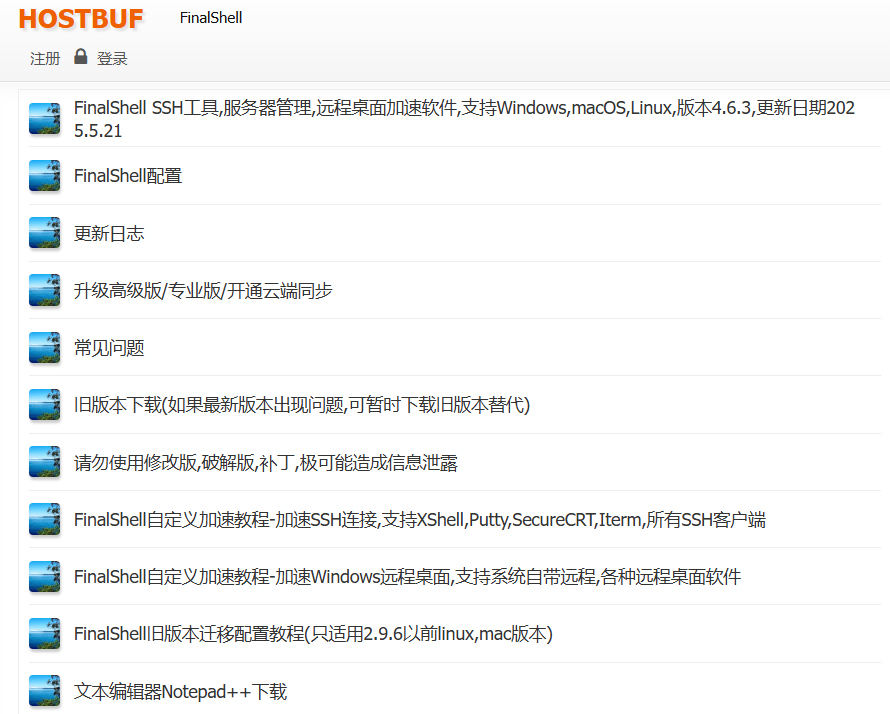 HOSTBUF
FinalShell
注册 登录
FinalShell SSH工具,服务器管理,远程桌面加速软件,支持Windows,macOS,Linux,版本4.6.3,更新日期202
5.5.21
FinalShell配置
更新日志
升级高级版/专业版/开通云端同步
常见问题
旧版本下载(如果最新版本出现问题,可暂时下载旧版本替代)
请勿使用修改版,破解版,补丁,极可能造成信息泄露
FinalShell自定义加速教程-加速SSH连接,支持XShell,Putty,SecureCRT,Iterm,所有SSH客户端
FinalShell自定义加速教程-加速Windows远程桌面,支持系统自带远程,各种远程桌面软件
FinalShell旧版本迁移配置教程(只适用2.9.6以前linux,mac版本)
文本编辑器Notepad++下载